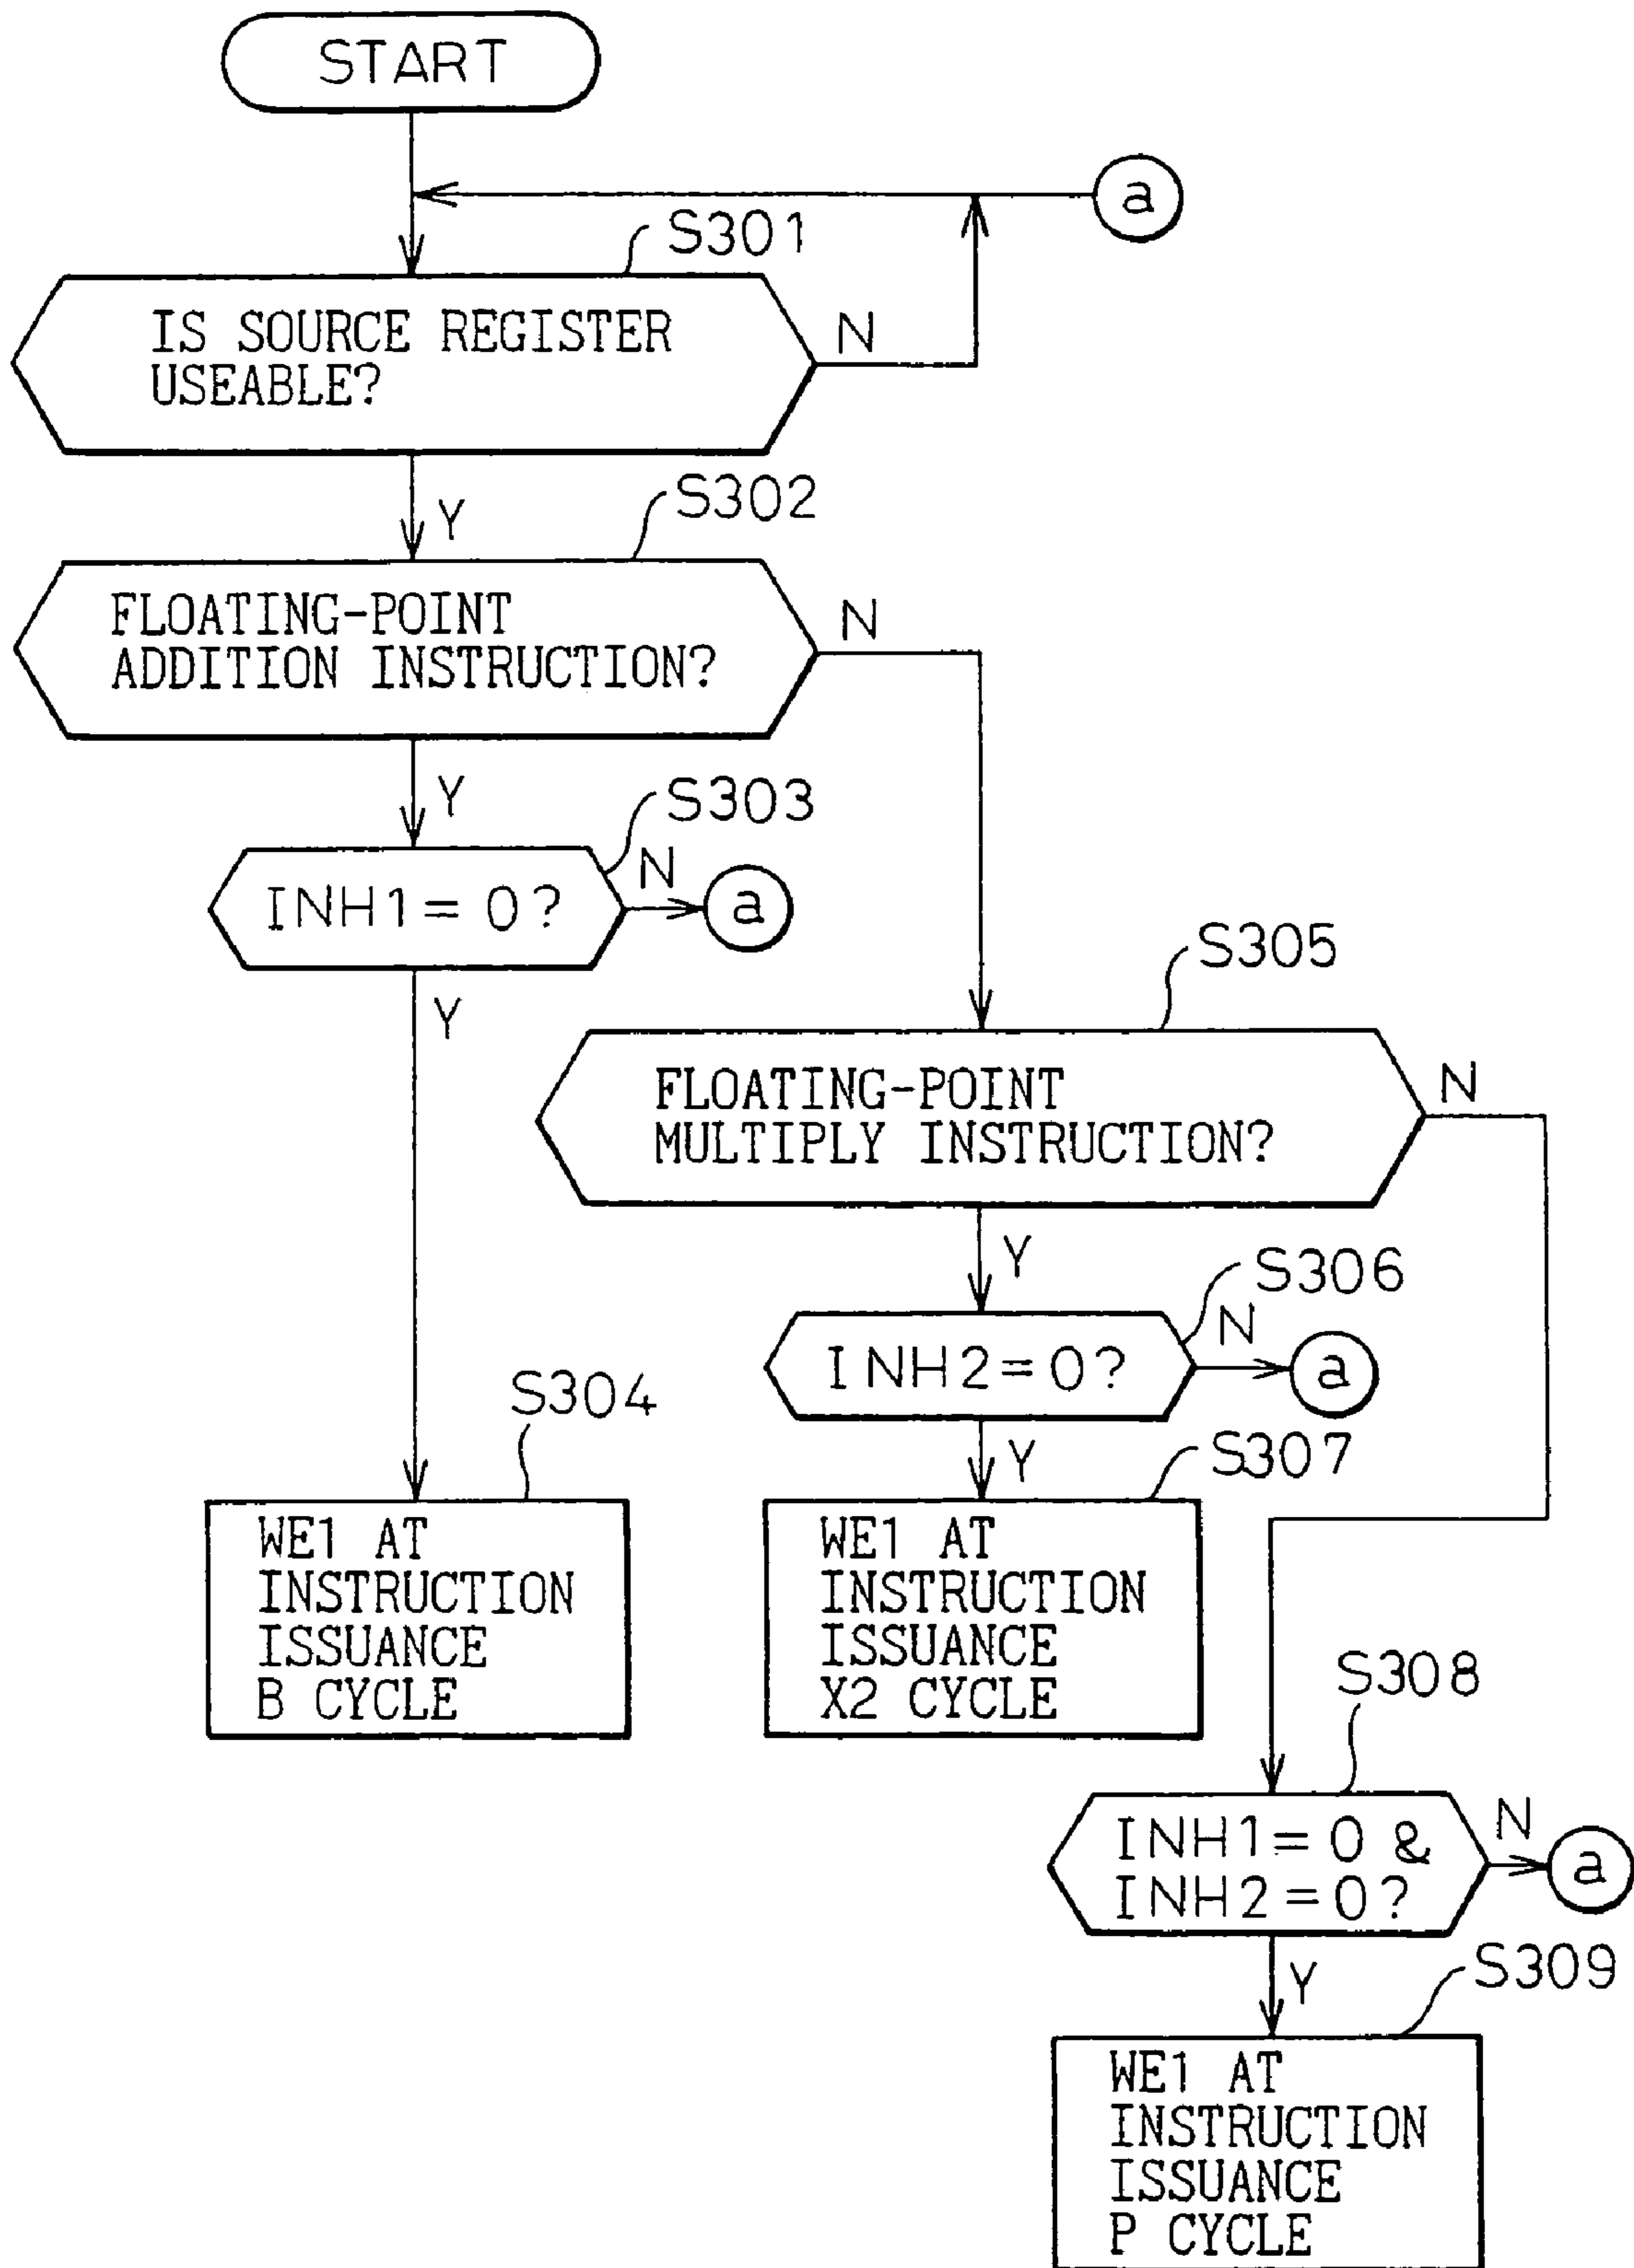 START
a
S301
IS SOURCE REGISTER
USEABLE?
N
Y
S302
FLOATING-POINT
ADDITION INSTRUCTION?
N
Y
S303
INH1=0?
N
a
Y
S305
FLOATING-POINT
MULTIPLY INSTRUCTION?
N
Y
S306
INH2=0?
N
a
Y
S304
WE1 AT
INSTRUCTION
ISSUANCE
B CYCLE
S307
WE1 AT
INSTRUCTION
ISSUANCE
X2 CYCLE
S308
INH1=0 &
INH2=0?
N
a
Y
S309
WE1 AT
INSTRUCTION
ISSUANCE
P CYCLE